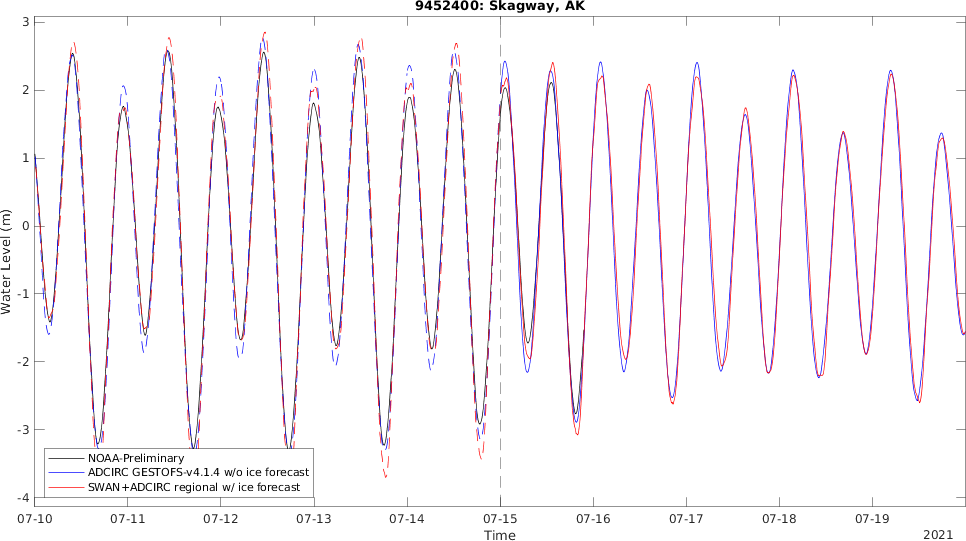 9452400: Skagway, AK
3
2
1
0
-1
-2
-3
-4
Water Level (m)
NOAA-Preliminary
ADCIRC GESTOFS-v4.1.4 w/o ice forecast
SWAN+ADCIRC regional w/ ice forecast
07-10 07-11 07-12 07-13 07-14 07-15 07-16 07-17 07-18 07-19
Time
2021